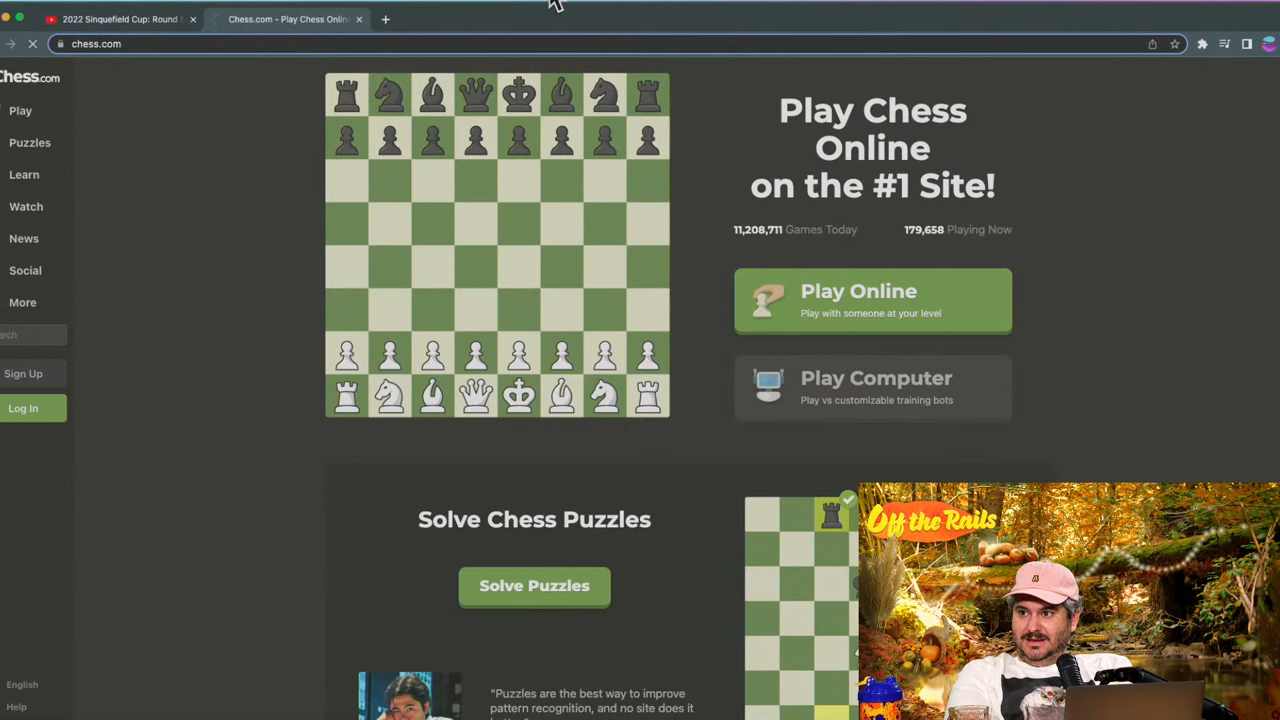 2022 Sinquefield Cup: Round
Chess.com - Play Chess Onlin
chess.com
Chess.com
Play
Puzzles
Learn
Watch
News
Social
More
arch
Sign Up
Log In
English
Help
Play Chess
Online
on the #1 Site!
11,208,711 Games Today
179,658 Playing Now
Play Online
Play with someone at your level
Play Computer
Play vs customizable training bots
Solve Chess Puzzles
Solve Puzzles
"Puzzles are the best way to improve
pattern recognition, and no site does it
Off the Rails